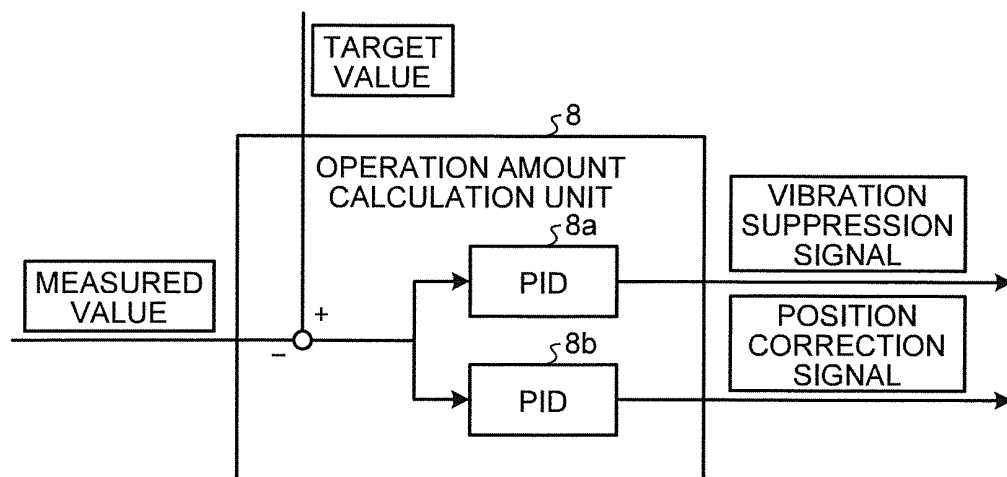 TARGET
VALUE
8
OPERATION AMOUNT
CALCULATION UNIT
8a
PID
VIBRATION
SUPPRESSION
SIGNAL
MEASURED
VALUE
+
−
8b
PID
POSITION
CORRECTION
SIGNAL